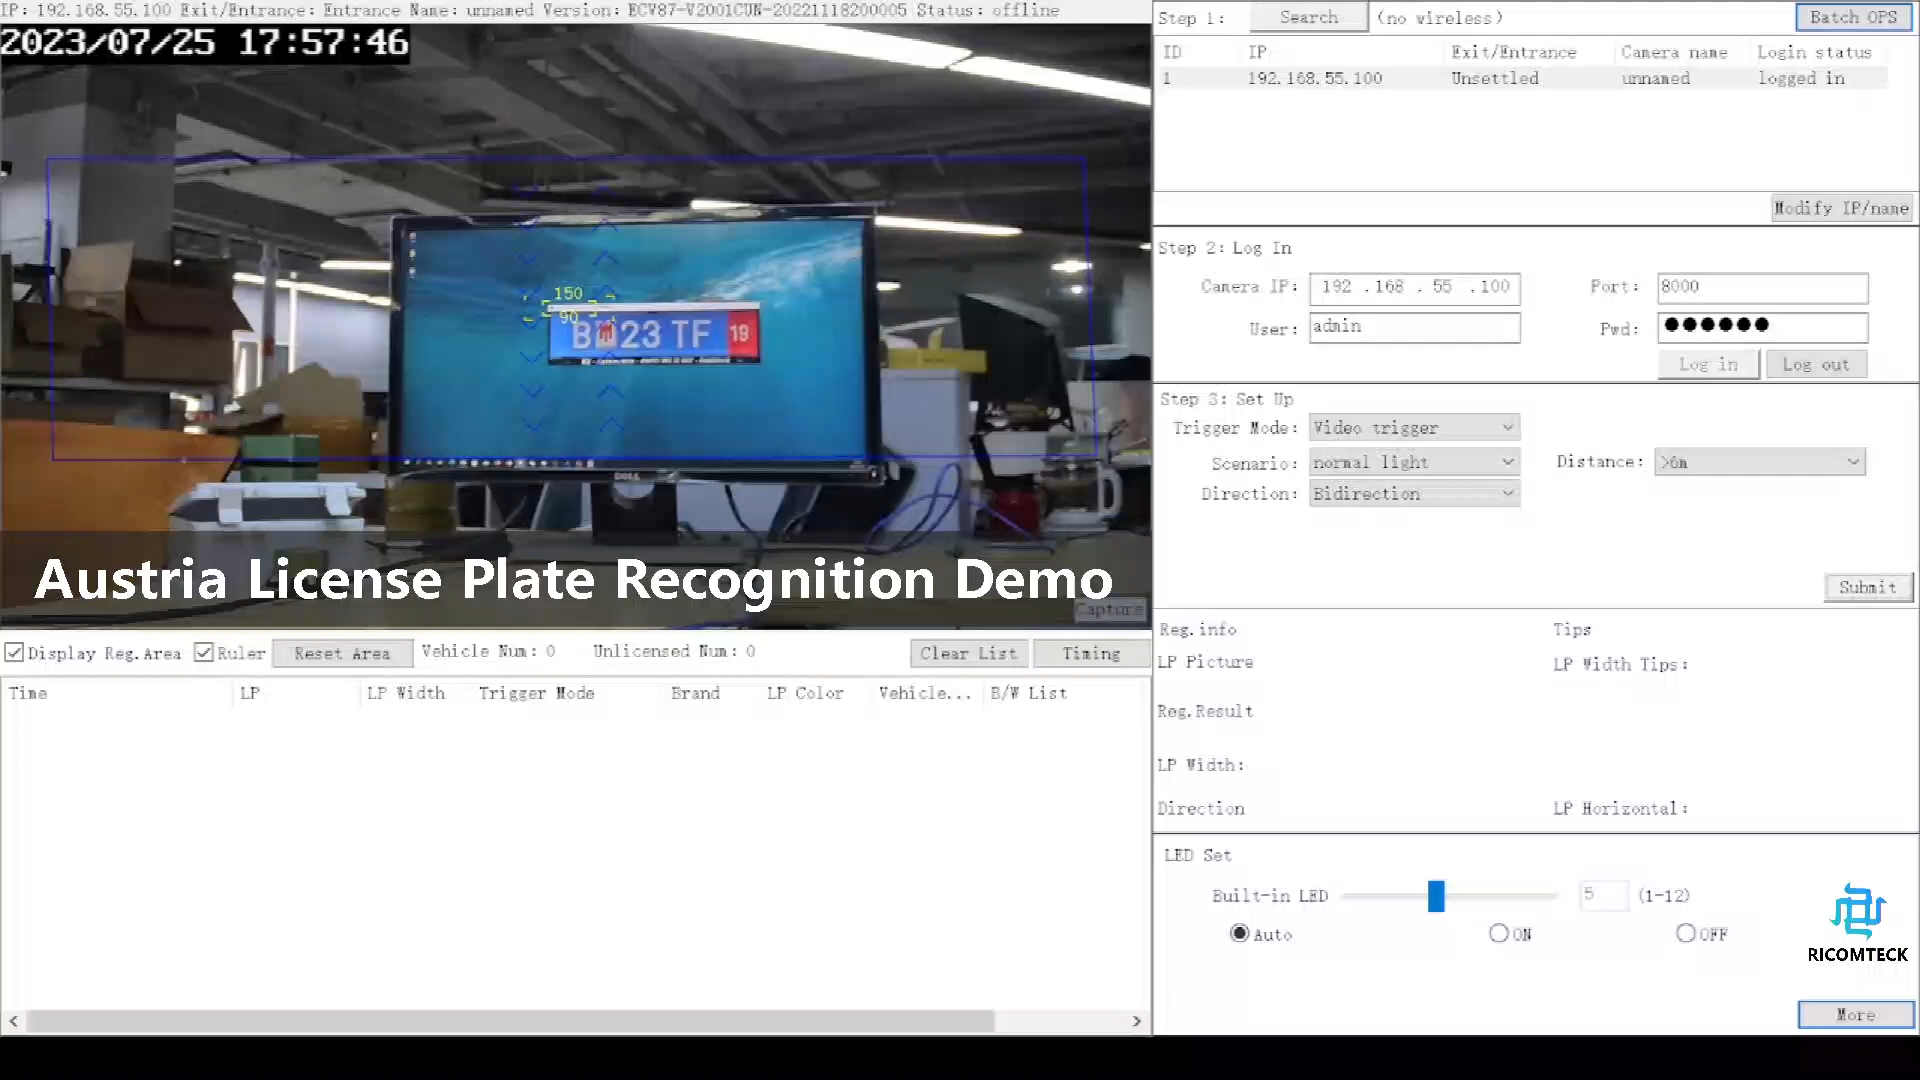 IP: 192.168.55.100 Exit/Entrance: Entrance Name: unnamed Version: ECV87-V2001CUN-20221118200005 Status: offline
2023/07/25 17:57:46
150
90
B 23 TF 19
DELL
Austria License Plate Recognition Demo
Capture
Display Reg.Area Ruler Reset Area Vehicle Num: 0 Unlicensed Num: 0 Clear List Timing
Time LP LP Width Trigger Mode Brand LP Color Vehicle... B/W List
Step 1: Search (no wireless) Batch OPS
ID IP Exit/Entrance Camera name Login status
1 192.168.55.100 Unsettled unnamed logged in
Modify IP/name
Step 2: Log In
Camera IP: 192 .168 . 55 .100 Port: 8000
User: admin Pwd: ●●●●●●
Log in Log out
Step 3: Set Up
Trigger Mode: Video trigger
Scenario: normal light Distance: >6m
Direction: Bidirection
Submit
Reg.info Tips
LP Picture LP Width Tips:
Reg.Result
LP Width:
Direction LP Horizontal:
LED Set
Built-in LED 5 (1-12)
Auto ON OFF
RICOMTECK
More